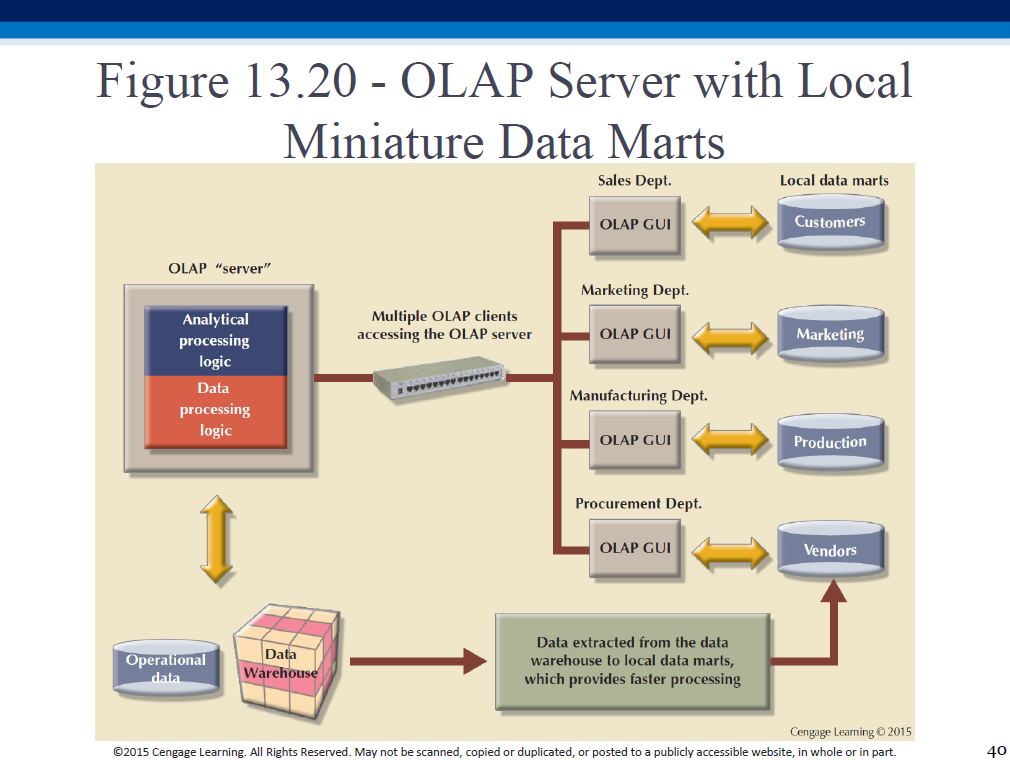 Figure 13.20 - OLAP Server with Local
Miniature Data Marts
Sales Dept.
Local data marts
OLAP GUI
Customers
OLAP “server”
Analytical
processing
logic
Data
processing
logic
Multiple OLAP clients
accessing the OLAP server
Marketing Dept.
OLAP GUI
Marketing
Manufacturing Dept.
OLAP GUI
Production
Procurement Dept.
OLAP GUI
Vendors
Operational
data
Data
Warehouse
Data extracted from the data
warehouse to local data marts,
which provides faster processing
Cengage Learning © 2015
©2015 Cengage Learning. All Rights Reserved. May not be scanned, copied or duplicated, or posted to a publicly accessible website, in whole or in part.
40